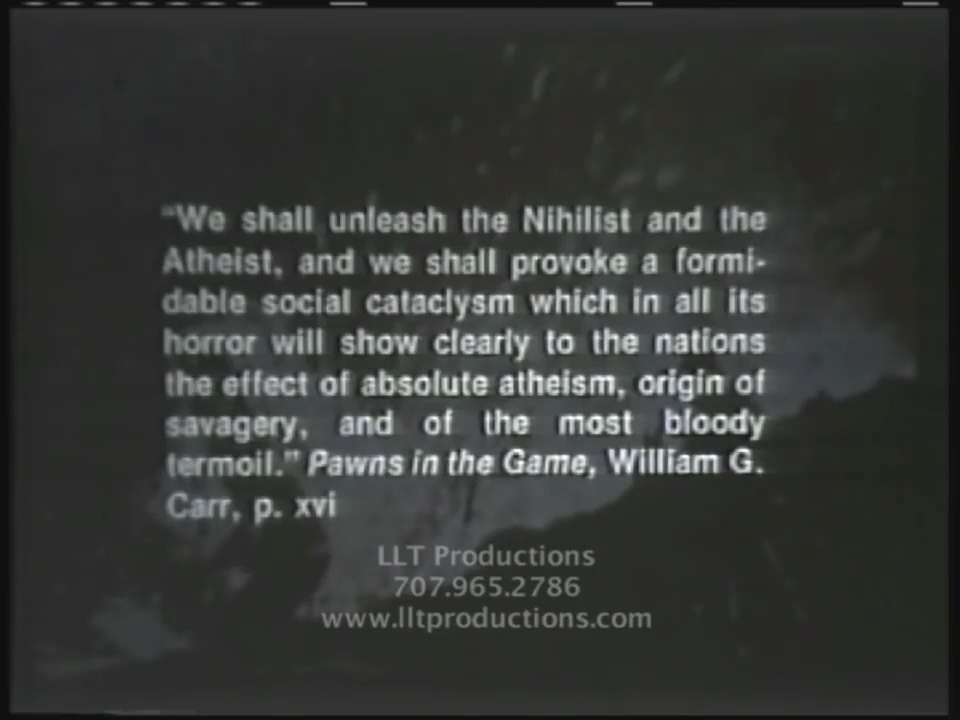 "We shall unleash the Nihilist and the
Atheist, and we shall provoke a formi-
dable social cataclysm which in all its
horror will show clearly to the nations
the effect of absolute atheism, origin of
savagery, and of the most bloody
termoil." Pawns in the Game, William G.
Carr, p. xvi
LLT Productions
707.965.2786
www.lltproductions.com